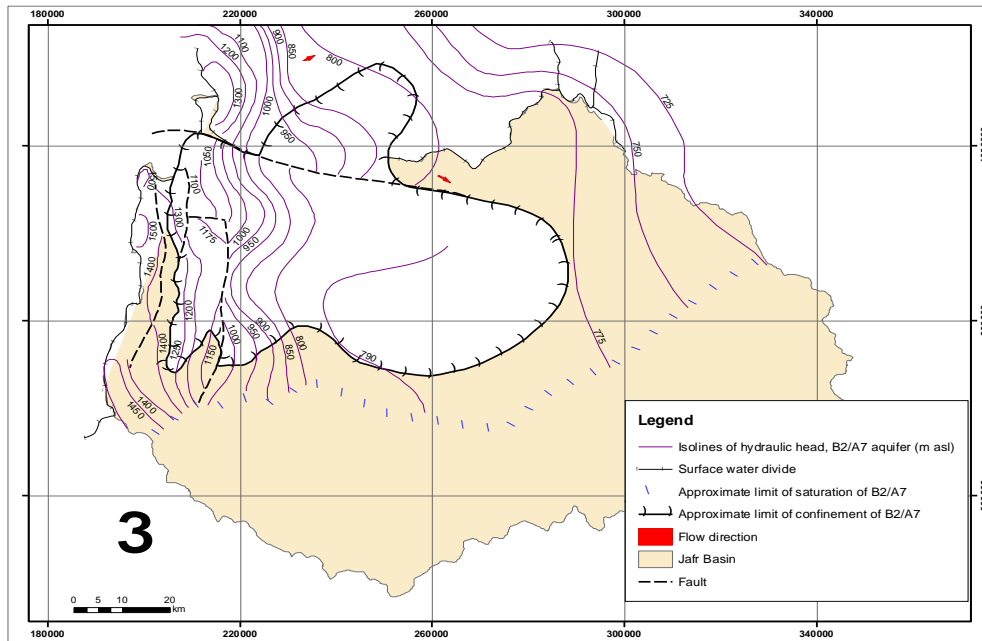 180000 220000 260000 300000 340000
1100
900
850
800
1200
1300
1000
950
725
750
1050
1100
1300
1500
1175
1000
950
1400
1200
1400
1250
1150
1000
950
900
850
800
790
775
1400
1450
Legend
Isolines of hydraulic head, B2/A7 aquifer (m asl)
Surface water divide
Approximate limit of saturation of B2/A7
Approximate limit of confinement of B2/A7
Flow direction
Jafr Basin
Fault
3
0 5 10 20
km
180000 220000 260000 300000 340000